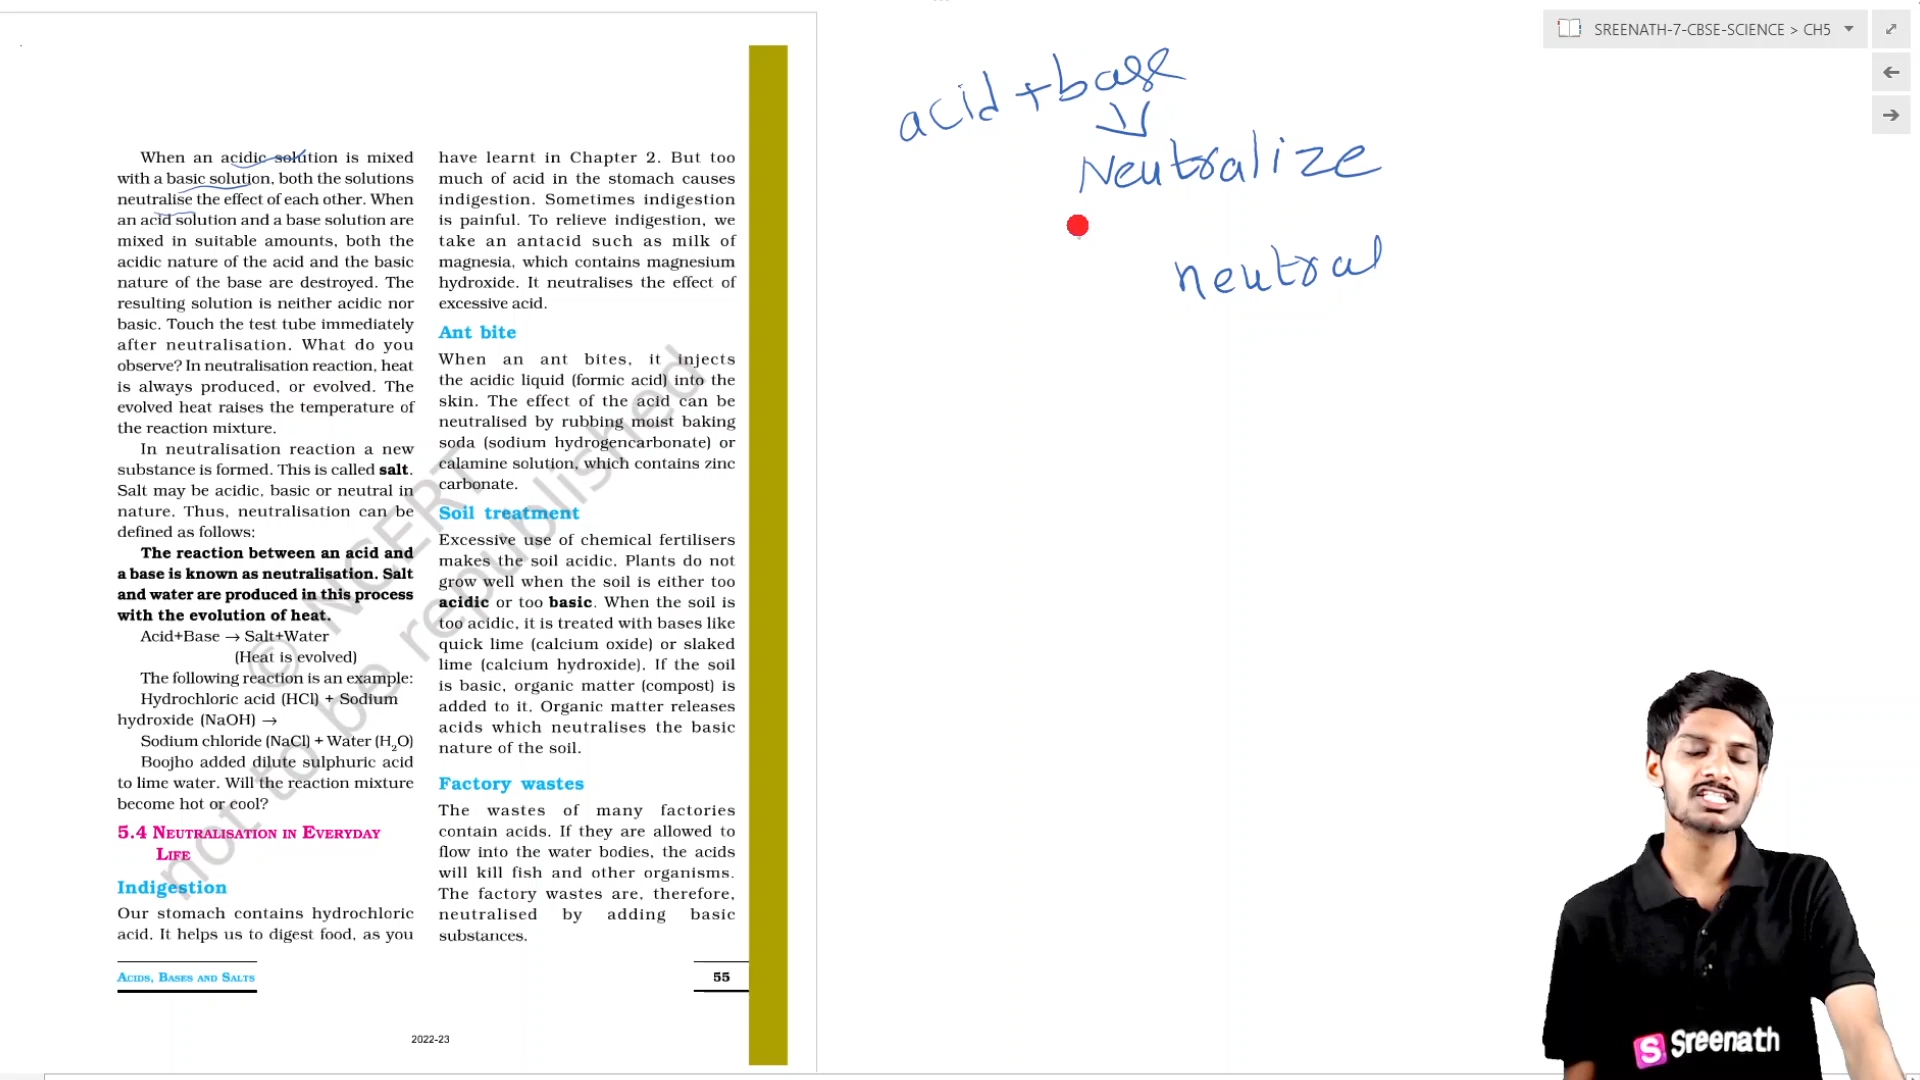 SREENATH-7-CBSE-SCIENCE > CH5
When an acidic solution is mixed
with a basic solution, both the solutions
neutralise the effect of each other. When
an acid solution and a base solution are
mixed in suitable amounts, both the
acidic nature of the acid and the basic
nature of the base are destroyed. The
resulting solution is neither acidic nor
basic. Touch the test tube immediately
after neutralisation. What do you
observe? In neutralisation reaction, heat
is always produced, or evolved. The
evolved heat raises the temperature of
the reaction mixture.
In neutralisation reaction a new
substance is formed. This is called salt.
Salt may be acidic, basic or neutral in
nature. Thus, neutralisation can be
defined as follows:
The reaction between an acid and
a base is known as neutralisation. Salt
and water are produced in this process
with the evolution of heat.
Acid+Base → Salt+Water
(Heat is evolved)
The following reaction is an example:
Hydrochloric acid (HCl) + Sodium
hydroxide (NaOH) →
Sodium chloride (NaCl) + Water (H₂O)
Boojho added dilute sulphuric acid
to lime water. Will the reaction mixture
become hot or cool?
5.4 NEUTRALISATION IN EVERYDAY
LIFE
Indigestion
Our stomach contains hydrochloric
acid. It helps us to digest food, as you
have learnt in Chapter 2. But too
much of acid in the stomach causes
indigestion. Sometimes indigestion
is painful. To relieve indigestion, we
take an antacid such as milk of
magnesia, which contains magnesium
hydroxide. It neutralises the effect of
excessive acid.
Ant bite
When an ant bites, it injects
the acidic liquid (formic acid) into the
skin. The effect of the acid can be
neutralised by rubbing moist baking
soda (sodium hydrogencarbonate) or
calamine solution, which contains zinc
carbonate.
Soil treatment
Excessive use of chemical fertilisers
makes the soil acidic. Plants do not
grow well when the soil is either too
acidic or too basic. When the soil is
too acidic, it is treated with bases like
quick lime (calcium oxide) or slaked
lime (calcium hydroxide). If the soil
is basic, organic matter (compost) is
added to it. Organic matter releases
acids which neutralises the basic
nature of the soil.
Factory wastes
The wastes of many factories
contain acids. If they are allowed to
flow into the water bodies, the acids
will kill fish and other organisms.
The factory wastes are, therefore,
neutralised by adding basic
substances.
ACIDS, BASES AND SALTS
55
2022-23
© NCERT
not to be republished
acid + base
Neutralize
neutral
S Sreenath